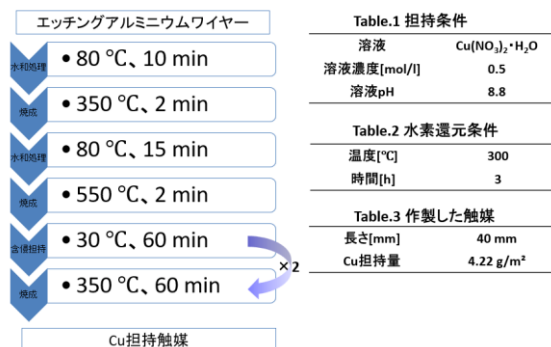 エッチングアルミニウムワイヤー
水和処理
• 80 ℃、10 min
焼成
• 350 ℃、2 min
水和処理
• 80 ℃、15 min
焼成
• 550 ℃、2 min
含侵担持
• 30 ℃、60 min
×2
焼成
• 350 ℃、60 min
Cu担持触媒
Table.1 担持条件
溶液 Cu(NO₃)₂・H₂O
溶液濃度[mol/l] 0.5
溶液pH 8.8
Table.2 水素還元条件
温度[℃] 300
時間[h] 3
Table.3 作製した触媒
長さ[mm] 40 mm
Cu担持量 4.22 g/m²